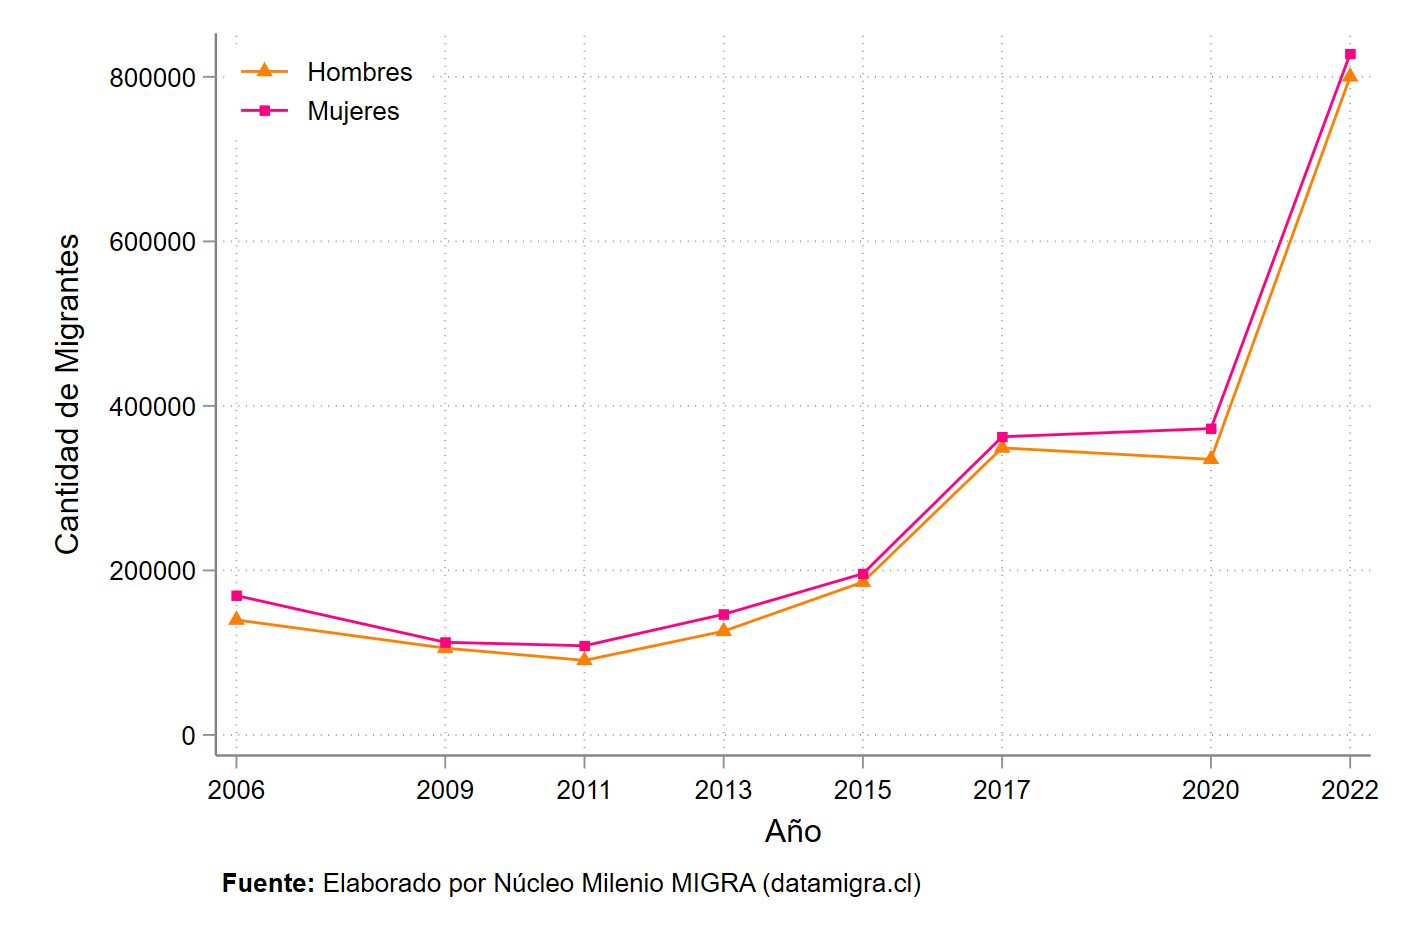 Hombres
Mujeres
800000
600000
400000
200000
0
Cantidad de Migrantes
2006 2009 2011 2013 2015 2017 2020 2022
Año
Fuente: Elaborado por Núcleo Milenio MIGRA (datamigra.cl)